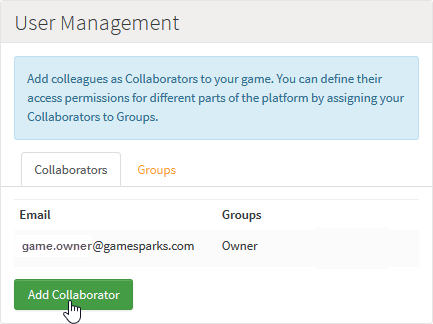 User Management
Add colleagues as Collaborators to your game. You can define their
access permissions for different parts of the platform by assigning your
Collaborators to Groups.
Collaborators Groups
Email Groups
game.owner@gamesparks.com Owner
Add Collaborator